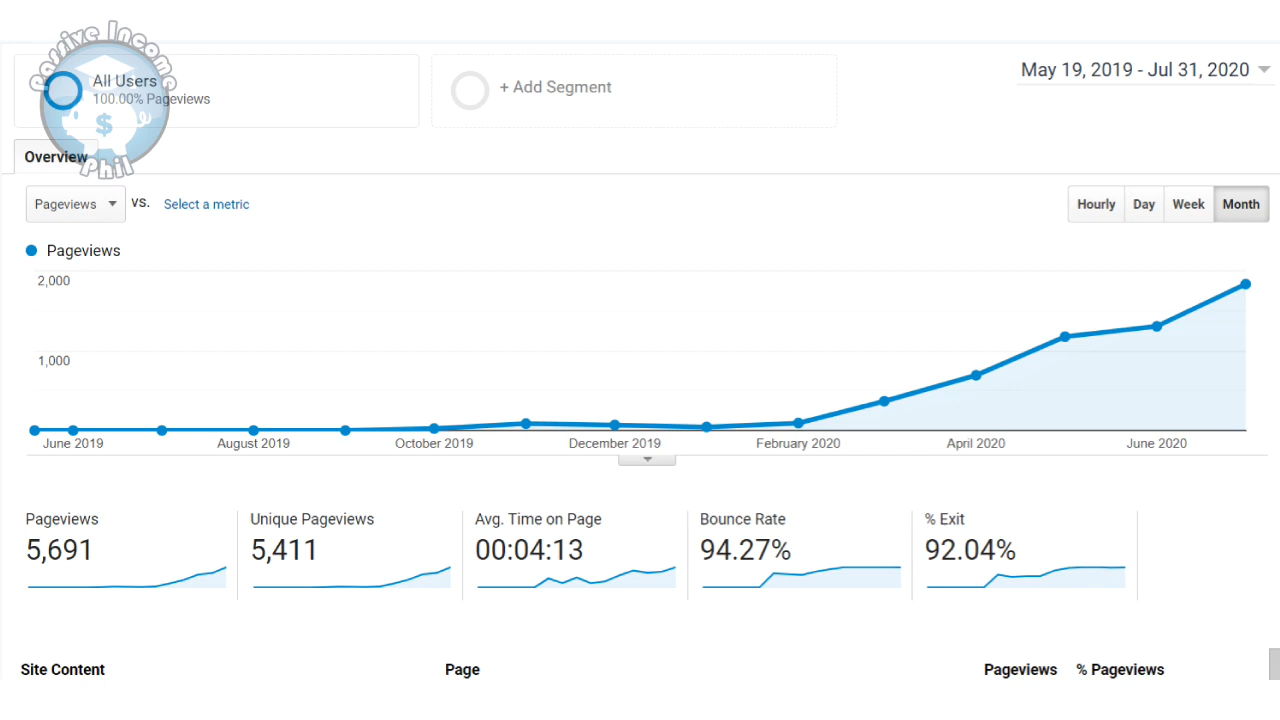 Passive Income
Phil
$
All Users
100.00% Pageviews
+ Add Segment
May 19, 2019 - Jul 31, 2020
Overview
Pageviews
vs.
Select a metric
Hourly
Day
Week
Month
Pageviews
2,000
1,000
June 2019
August 2019
October 2019
December 2019
February 2020
April 2020
June 2020
Pageviews
5,691
Unique Pageviews
5,411
Avg. Time on Page
00:04:13
Bounce Rate
94.27%
% Exit
92.04%
Site Content
Page
Pageviews
% Pageviews